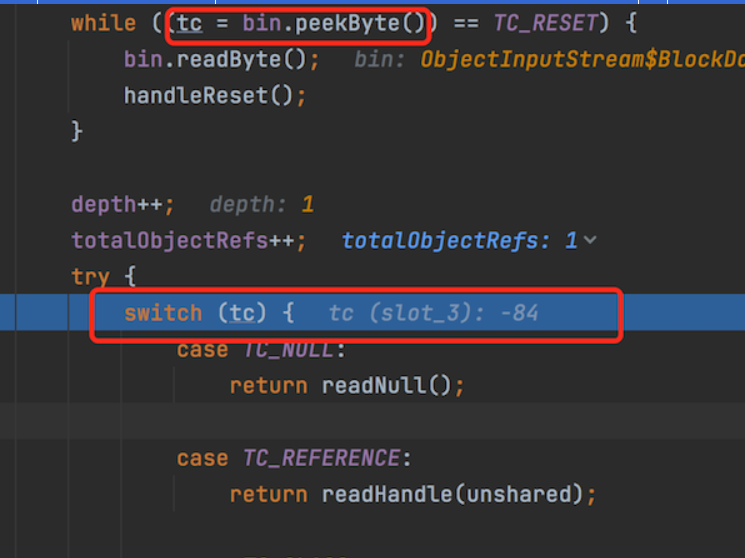 while ((tc = bin.peekByte()) == TC_RESET) {
bin.readByte(); bin: ObjectInputStream$BlockDa
handleReset();
}
depth++; depth: 1
totalObjectRefs++; totalObjectRefs: 1
try {
switch (tc) { tc (slot_3): -84
case TC_NULL:
return readNull();
case TC_REFERENCE:
return readHandle(unshared);